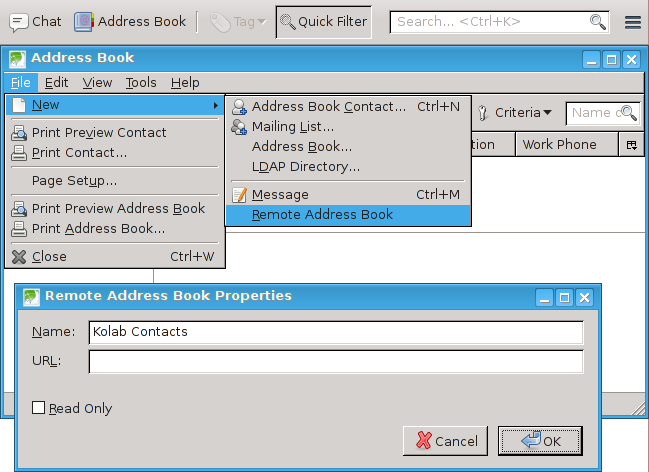 Chat Address Book Tag Quick Filter Search... <Ctrl+K>
Address Book
File Edit View Tools Help
New
Print Preview Contact
Print Contact...
Page Setup...
Print Preview Address Book
Print Address Book...
Close Ctrl+W
Address Book Contact... Ctrl+N
Mailing List...
Address Book...
LDAP Directory...
Message Ctrl+M
Remote Address Book
Criteria Name o
tion Work Phone
Remote Address Book Properties
Name: Kolab Contacts
URL:
Read Only
Cancel OK